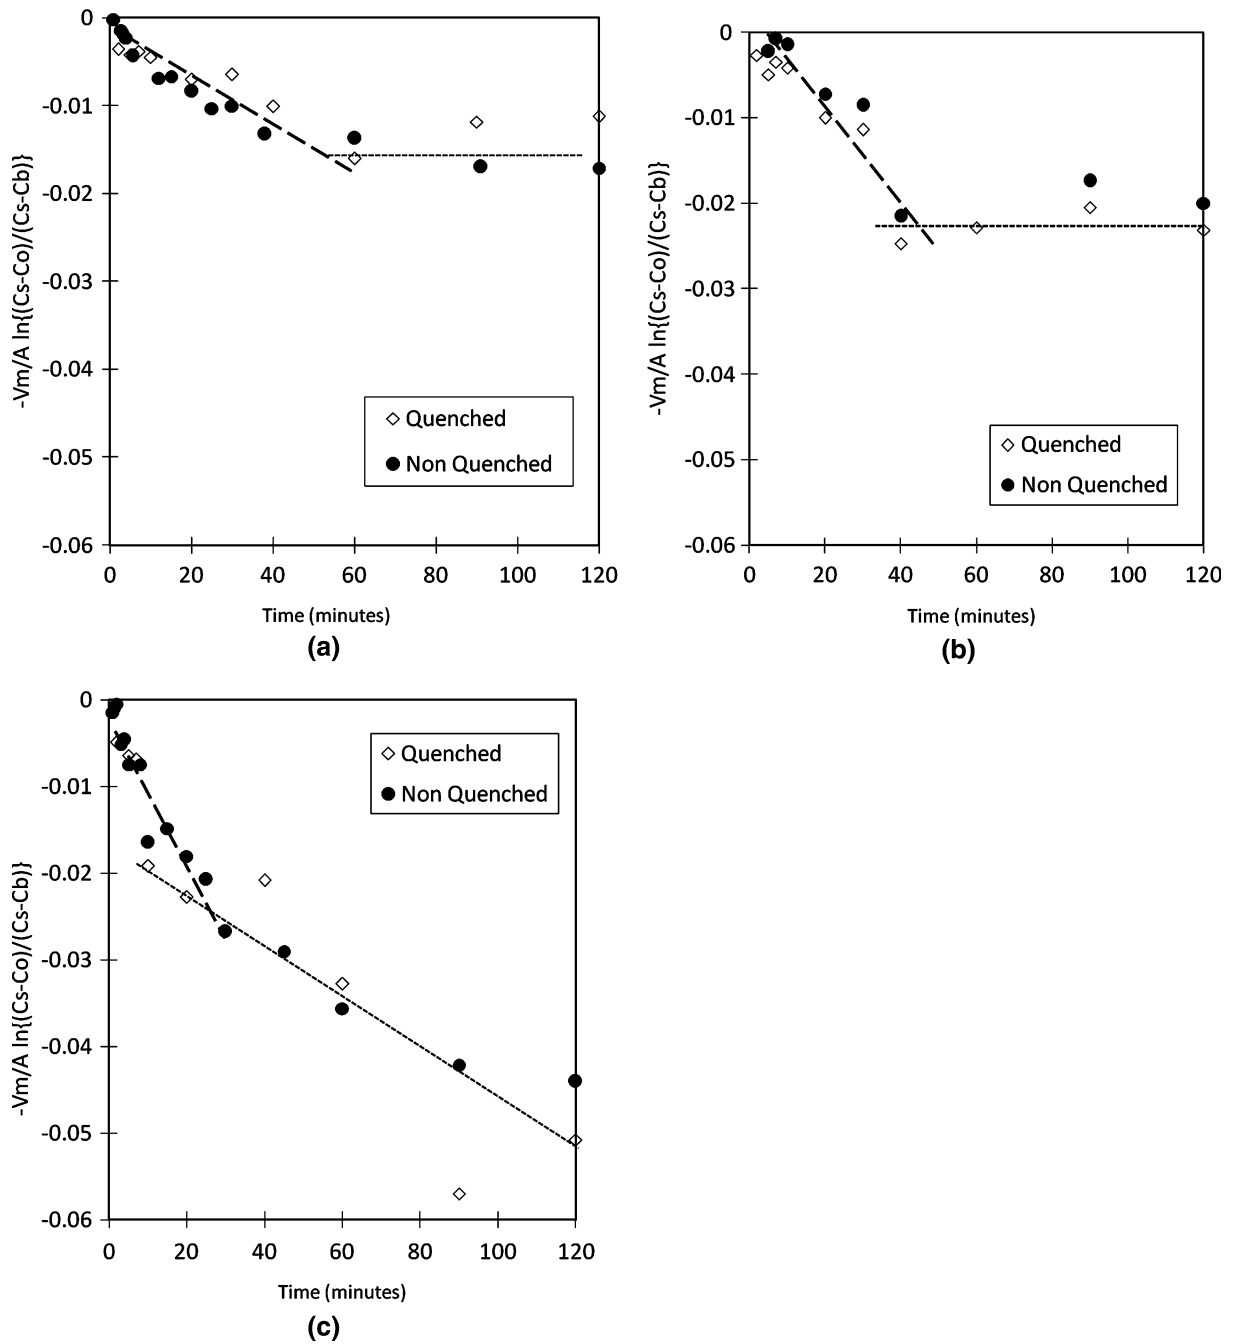 -Vm/A ln{(Cs-Co)/(Cs-Cb)}
0
-0.01
-0.02
-0.03
-0.04
-0.05
-0.06
Quenched
Non Quenched
0 20 40 60 80 100 120
Time (minutes)
(a)
-Vm/A ln{(Cs-Co)/(Cs-Cb)}
0
-0.01
-0.02
-0.03
-0.04
-0.05
-0.06
Quenched
Non Quenched
0 20 40 60 80 100 120
Time (minutes)
(b)
-Vm/A ln{(Cs-Co)/(Cs-Cb)}
0
-0.01
-0.02
-0.03
-0.04
-0.05
-0.06
Quenched
Non Quenched
0 20 40 60 80 100 120
Time (minutes)
(c)